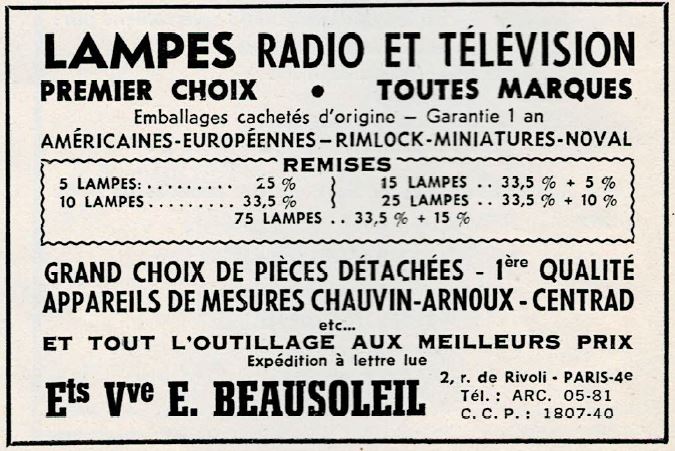 LAMPES RADIO ET TÉLÉVISION
PREMIER CHOIX • TOUTES MARQUES
Emballages cachetés d'origine – Garantie 1 an
AMÉRICAINES-EUROPÉENNES–RIMLOCK-MINIATURES-NOVAL
REMISES
5 LAMPES: ......... 25 % 15 LAMPES .. 33,5 % + 5 %
10 LAMPES ......... 33,5 % 25 LAMPES .. 33,5 % + 10 %
75 LAMPES .. 33,5 % + 15 %
GRAND CHOIX DE PIÈCES DÉTACHÉES - 1ère QUALITÉ
APPAREILS DE MESURES CHAUVIN-ARNOUX - CENTRAD
etc...
ET TOUT L'OUTILLAGE AUX MEILLEURS PRIX
Expédition à lettre lue
Ets Vve E. BEAUSOLEIL
2, r. de Rivoli - PARIS-4e
Tél. : ARC. 05-81
C. C. P. : 1807-40